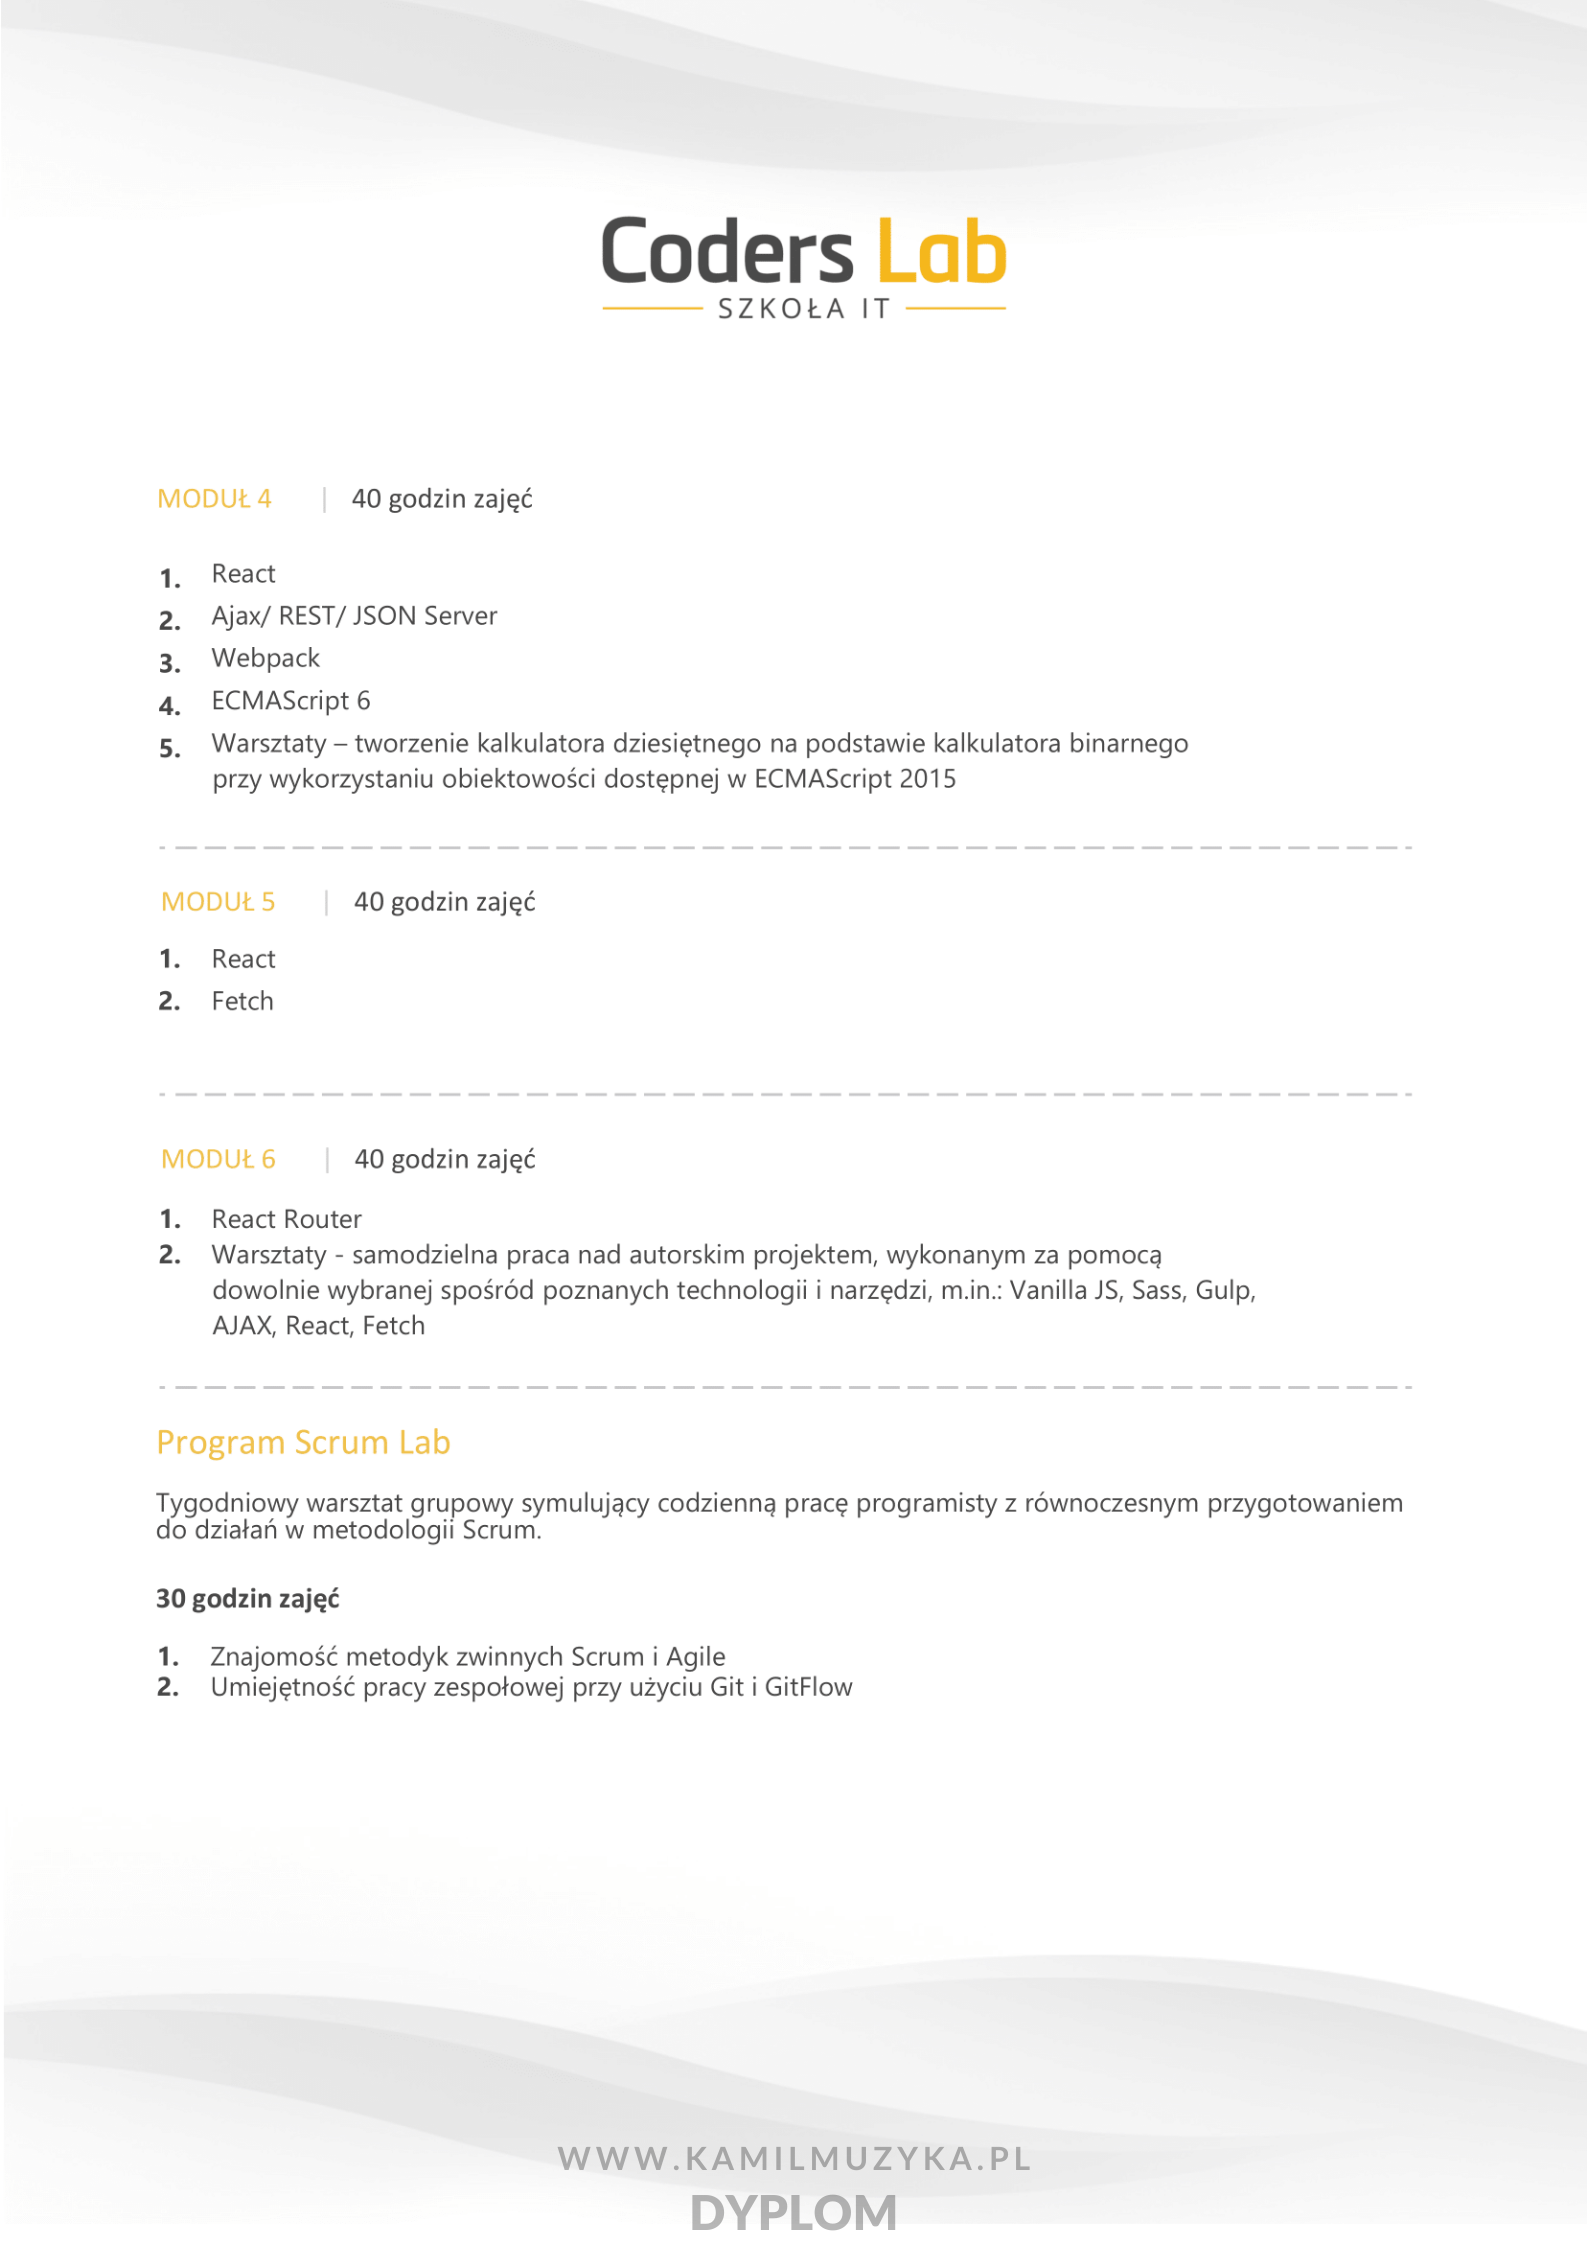 Coders Lab
SZKOŁA IT
MODUŁ 4 | 40 godzin zajęć
1. React
2. Ajax/ REST/ JSON Server
3. Webpack
4. ECMAScript 6
5. Warsztaty – tworzenie kalkulatora dziesiętnego na podstawie kalkulatora binarnego
przy wykorzystaniu obiektowości dostępnej w ECMAScript 2015
MODUŁ 5 | 40 godzin zajęć
1. React
2. Fetch
MODUŁ 6 | 40 godzin zajęć
1. React Router
2. Warsztaty - samodzielna praca nad autorskim projektem, wykonanym za pomocą
dowolnie wybranej spośród poznanych technologii i narzędzi, m.in.: Vanilla JS, Sass, Gulp,
AJAX, React, Fetch
Program Scrum Lab
Tygodniowy warsztat grupowy symulujący codzienną pracę programisty z równoczesnym przygotowaniem
do działań w metodologii Scrum.
30 godzin zajęć
1. Znajomość metodyk zwinnych Scrum i Agile
2. Umiejętność pracy zespołowej przy użyciu Git i GitFlow
WWW.KAMILMUZYKA.PL
DYPLOM